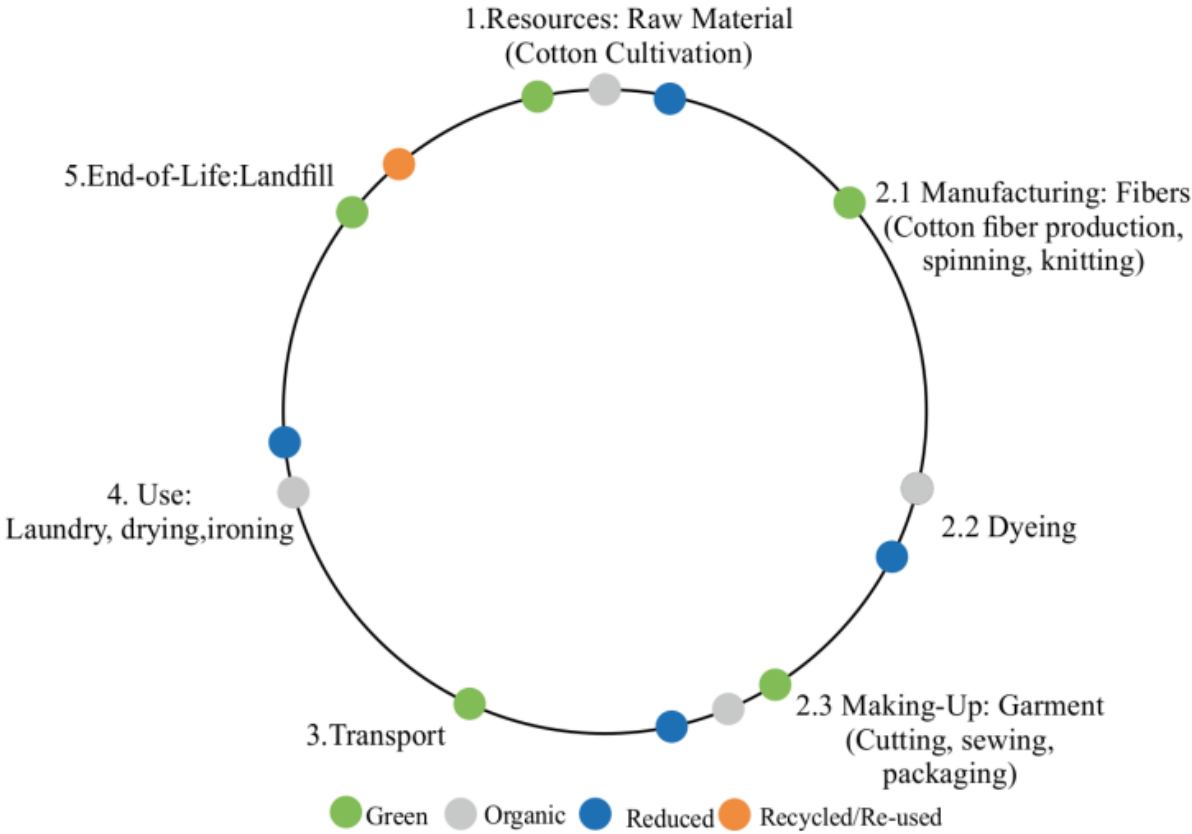 1.Resources: Raw Material
(Cotton Cultivation)
5.End-of-Life:Landfill
2.1 Manufacturing: Fibers
(Cotton fiber production,
spinning, knitting)
4. Use:
Laundry, drying,ironing
2.2 Dyeing
2.3 Making-Up: Garment
(Cutting, sewing,
packaging)
3.Transport
Green
Organic
Reduced
Recycled/Re-used